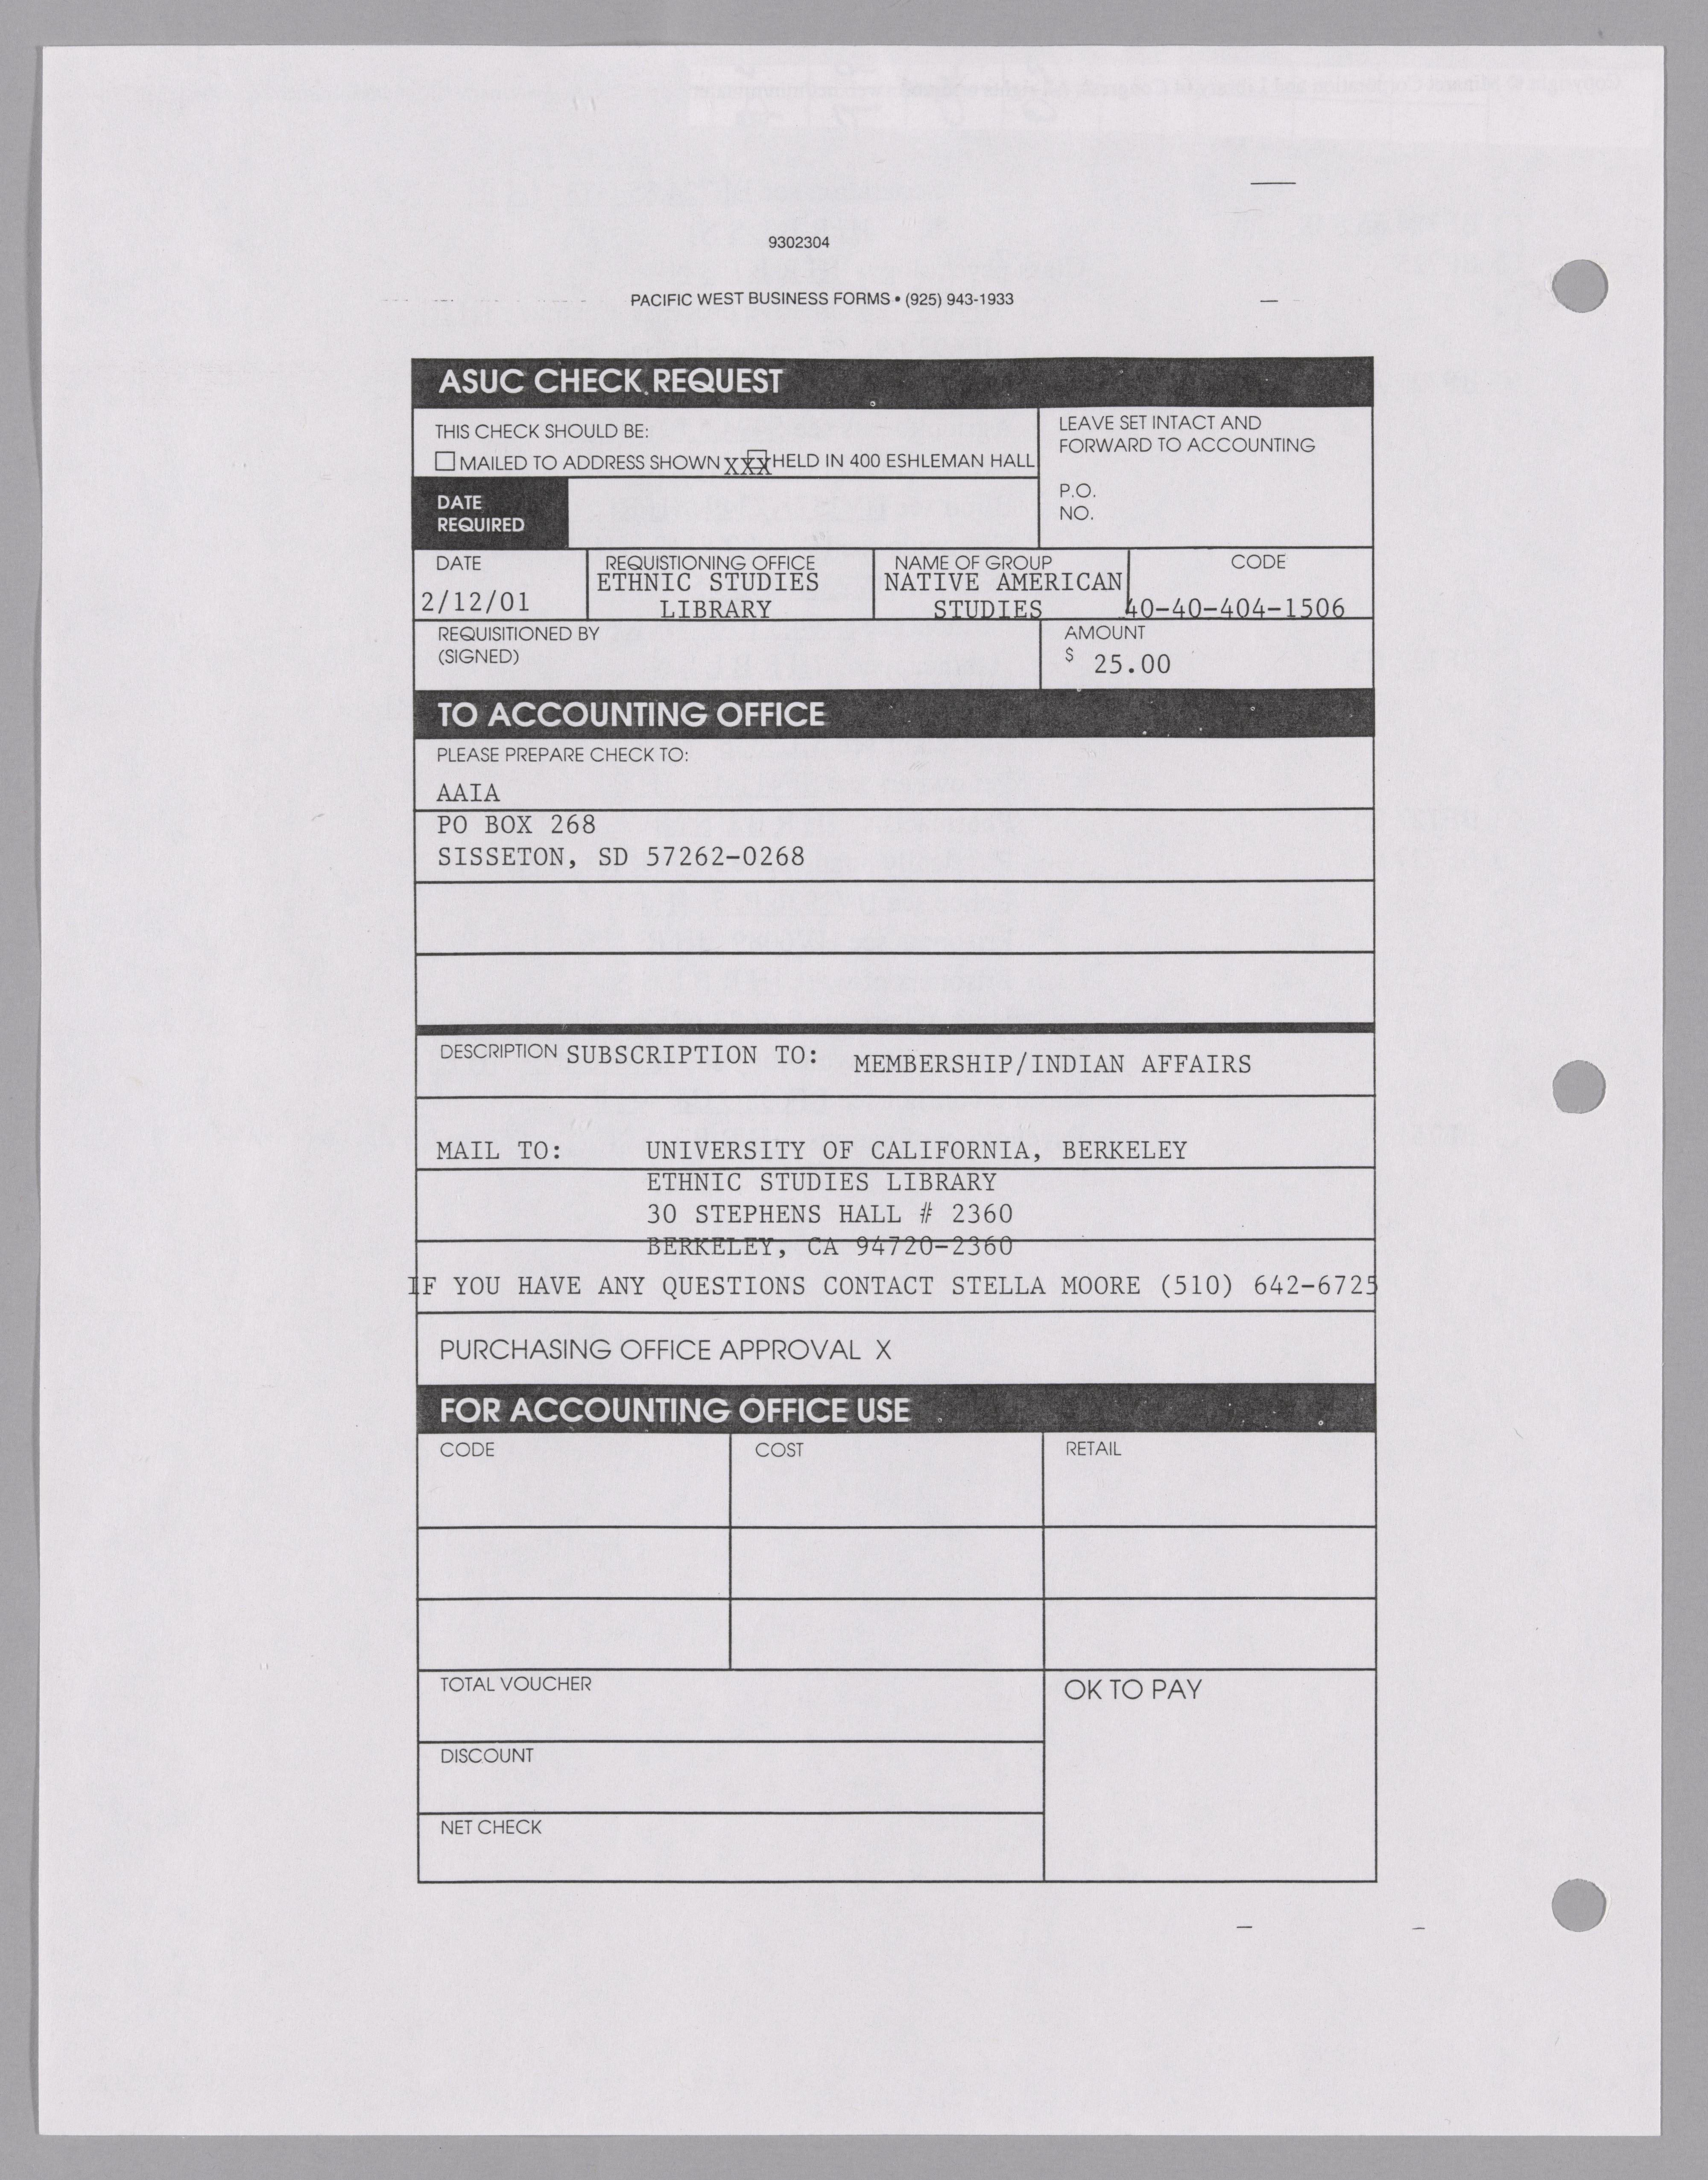 9302304
PACIFIC WEST BUSINESS FORMS • (925) 943-1933
ASUC CHECK REQUEST
THIS CHECK SHOULD BE:
☐ MAILED TO ADDRESS SHOWN XXX HELD IN 400 ESHLEMAN HALL
LEAVE SET INTACT AND
FORWARD TO ACCOUNTING
P.O.
NO.
DATE
REQUIRED
DATE
2/12/01
REQUISTIONING OFFICE
ETHNIC STUDIES
LIBRARY
NAME OF GROUP
NATIVE AMERICAN
STUDIES
CODE
40-40-404-1506
REQUISITIONED BY
(SIGNED)
AMOUNT
$ 25.00
TO ACCOUNTING OFFICE
PLEASE PREPARE CHECK TO:
AAIA
PO BOX 268
SISSETON, SD 57262-0268
DESCRIPTION SUBSCRIPTION TO: MEMBERSHIP/INDIAN AFFAIRS
MAIL TO: UNIVERSITY OF CALIFORNIA, BERKELEY
ETHNIC STUDIES LIBRARY
30 STEPHENS HALL # 2360
BERKELEY, CA 94720-2360
IF YOU HAVE ANY QUESTIONS CONTACT STELLA MOORE (510) 642-6725
PURCHASING OFFICE APPROVAL X
FOR ACCOUNTING OFFICE USE
CODE COST RETAIL
TOTAL VOUCHER
OK TO PAY
DISCOUNT
NET CHECK